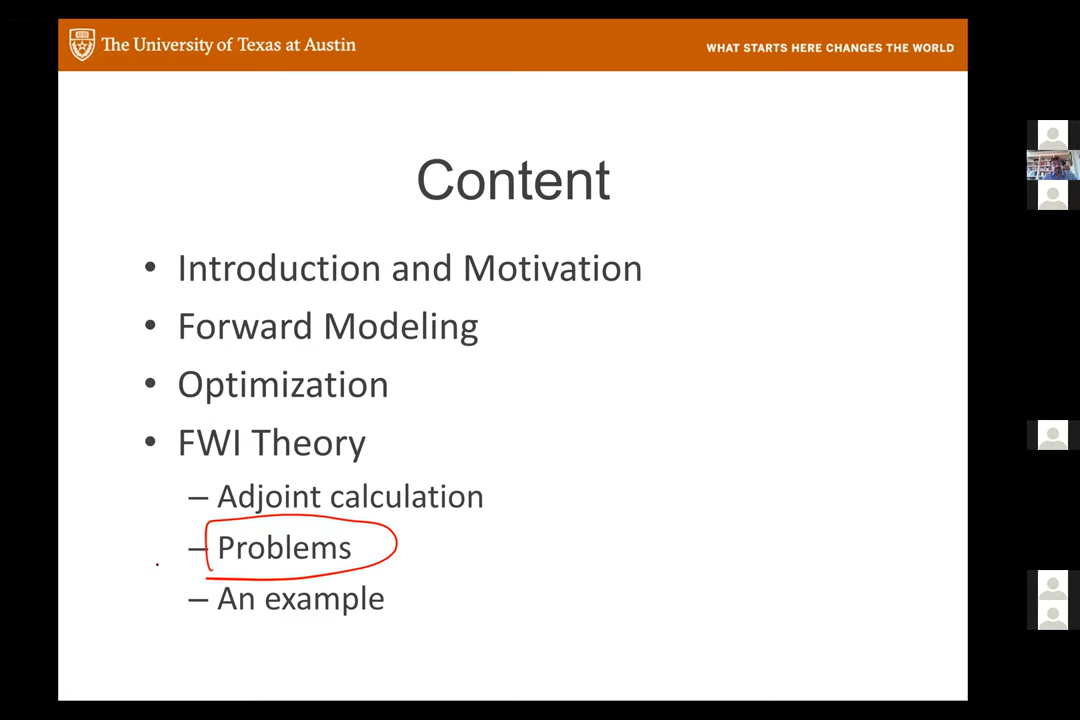 The University of Texas at Austin
WHAT STARTS HERE CHANGES THE WORLD
Content
• Introduction and Motivation
• Forward Modeling
• Optimization
• FWI Theory
– Adjoint calculation
– Problems
– An example